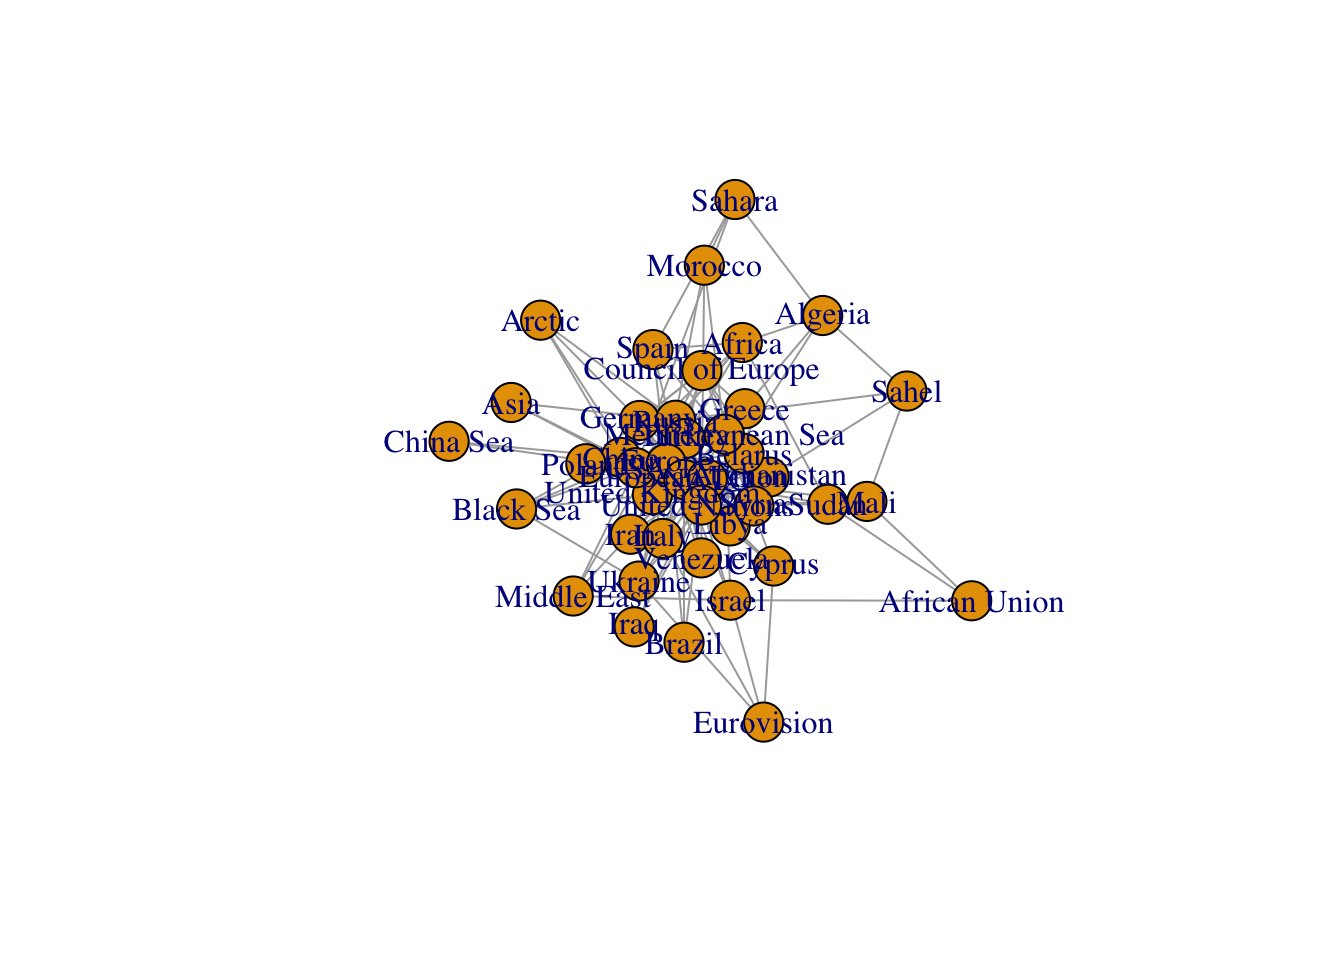 Sahara
Morocco
Algeria
Arctic
Africa
Spain
Council of Europe
Sahel
Asia
Greece
Germany
Russia
Turkey
Mediterranean Sea
China Sea
Belarus
China
Europe
Poland
Afghanistan
European Union
United Kingdom
Mali
Sudan
Syria
United Nations
Black Sea
Libya
Iran
Italy
Venezuela
Cyprus
Ukraine
Middle East
Israel
African Union
Iraq
Brazil
Eurovision